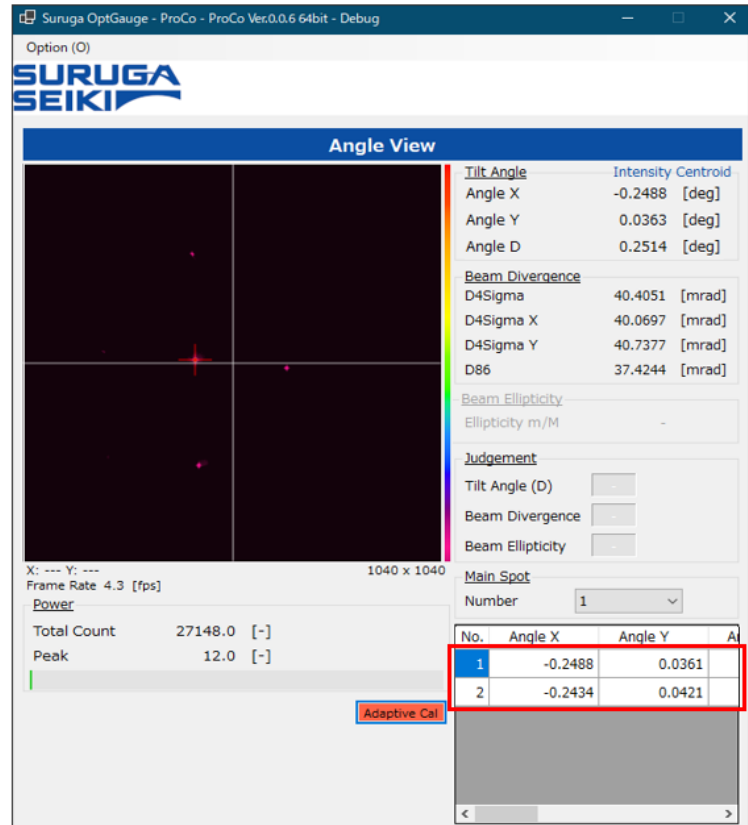 Suruga OptGauge - ProCo - ProCo Ver.0.0.6 64bit - Debug
Option (O)
SURUGA
SEIKI
Angle View
Tilt Angle Intensity Centroid
Angle X -0.2488 [deg]
Angle Y 0.0363 [deg]
Angle D 0.2514 [deg]
Beam Divergence
D4Sigma 40.4051 [mrad]
D4Sigma X 40.0697 [mrad]
D4Sigma Y 40.7377 [mrad]
D86 37.4244 [mrad]
Beam Ellipticity
Ellipticity m/M -
Judgement
Tilt Angle (D) -
Beam Divergence -
Beam Ellipticity -
X: --- Y: --- 1040 x 1040
Frame Rate 4.3 [fps]
Power
Total Count 27148.0 [-]
Peak 12.0 [-]
Adaptive Cal
Main Spot
Number 1
No. Angle X Angle Y
1 -0.2488 0.0361
2 -0.2434 0.0421